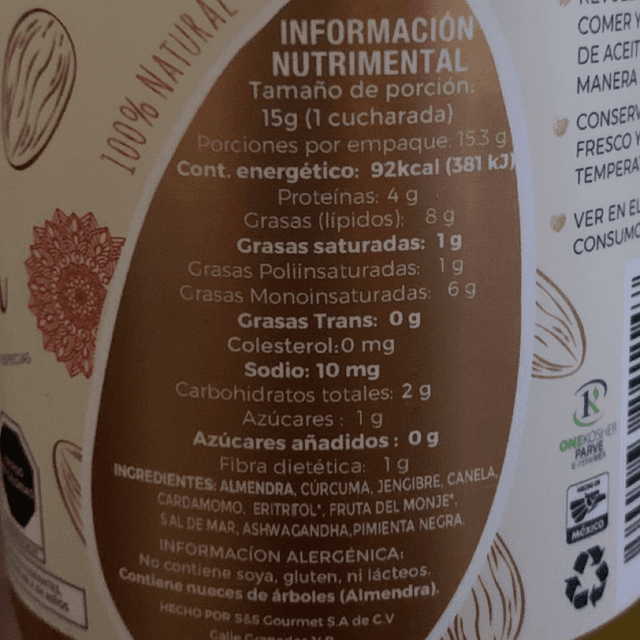 100% NATURAL
INFORMACIÓN
NUTRIMENTAL
Tamaño de porción:
15g (1 cucharada)
Porciones por empaque: 15.3 g
Cont. energético: 92kcal (381 kJ)
Proteínas: 4 g
Grasas (lípidos): 8 g
Grasas saturadas: 1 g
Grasas Poliinsaturadas: 1 g
Grasas Monoinsaturadas: 6 g
Grasas Trans: 0 g
Colesterol:0 mg
Sodio: 10 mg
Carbohidratos totales: 2 g
Azúcares : 1 g
Azúcares añadidos : 0 g
Fibra dietética: 1 g
INGREDIENTES: ALMENDRA, CÚRCUMA, JENGIBRE, CANELA,
CARDAMOMO, ERITRITOL*, FRUTA DEL MONJE*,
SAL DE MAR, ASHWAGANDHA,PIMIENTA NEGRA.
INFORMACÍON ALERGÉNICA:
No contiene soya, gluten, ni lácteos.
Contiene nueces de árboles (Almendra).
HECHO POR S&S Gourmet S.A de C.V
COMER
DE ACEIT
MANERA
CONSERV
FRESCO Y
TEMPERA
VER EN EL
CONSUMO
ONEKOSHER
PARVE
MÉXICO